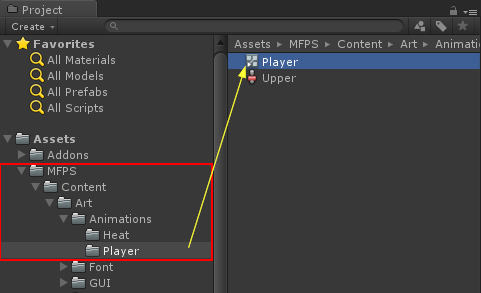 Project
Create
Favorites
All Materials
All Models
All Prefabs
All Scripts
Assets
Addons
MFPS
Content
Art
Animations
Heat
Player
Font
GUI
Assets MFPS Content Art Animati
Player
Upper